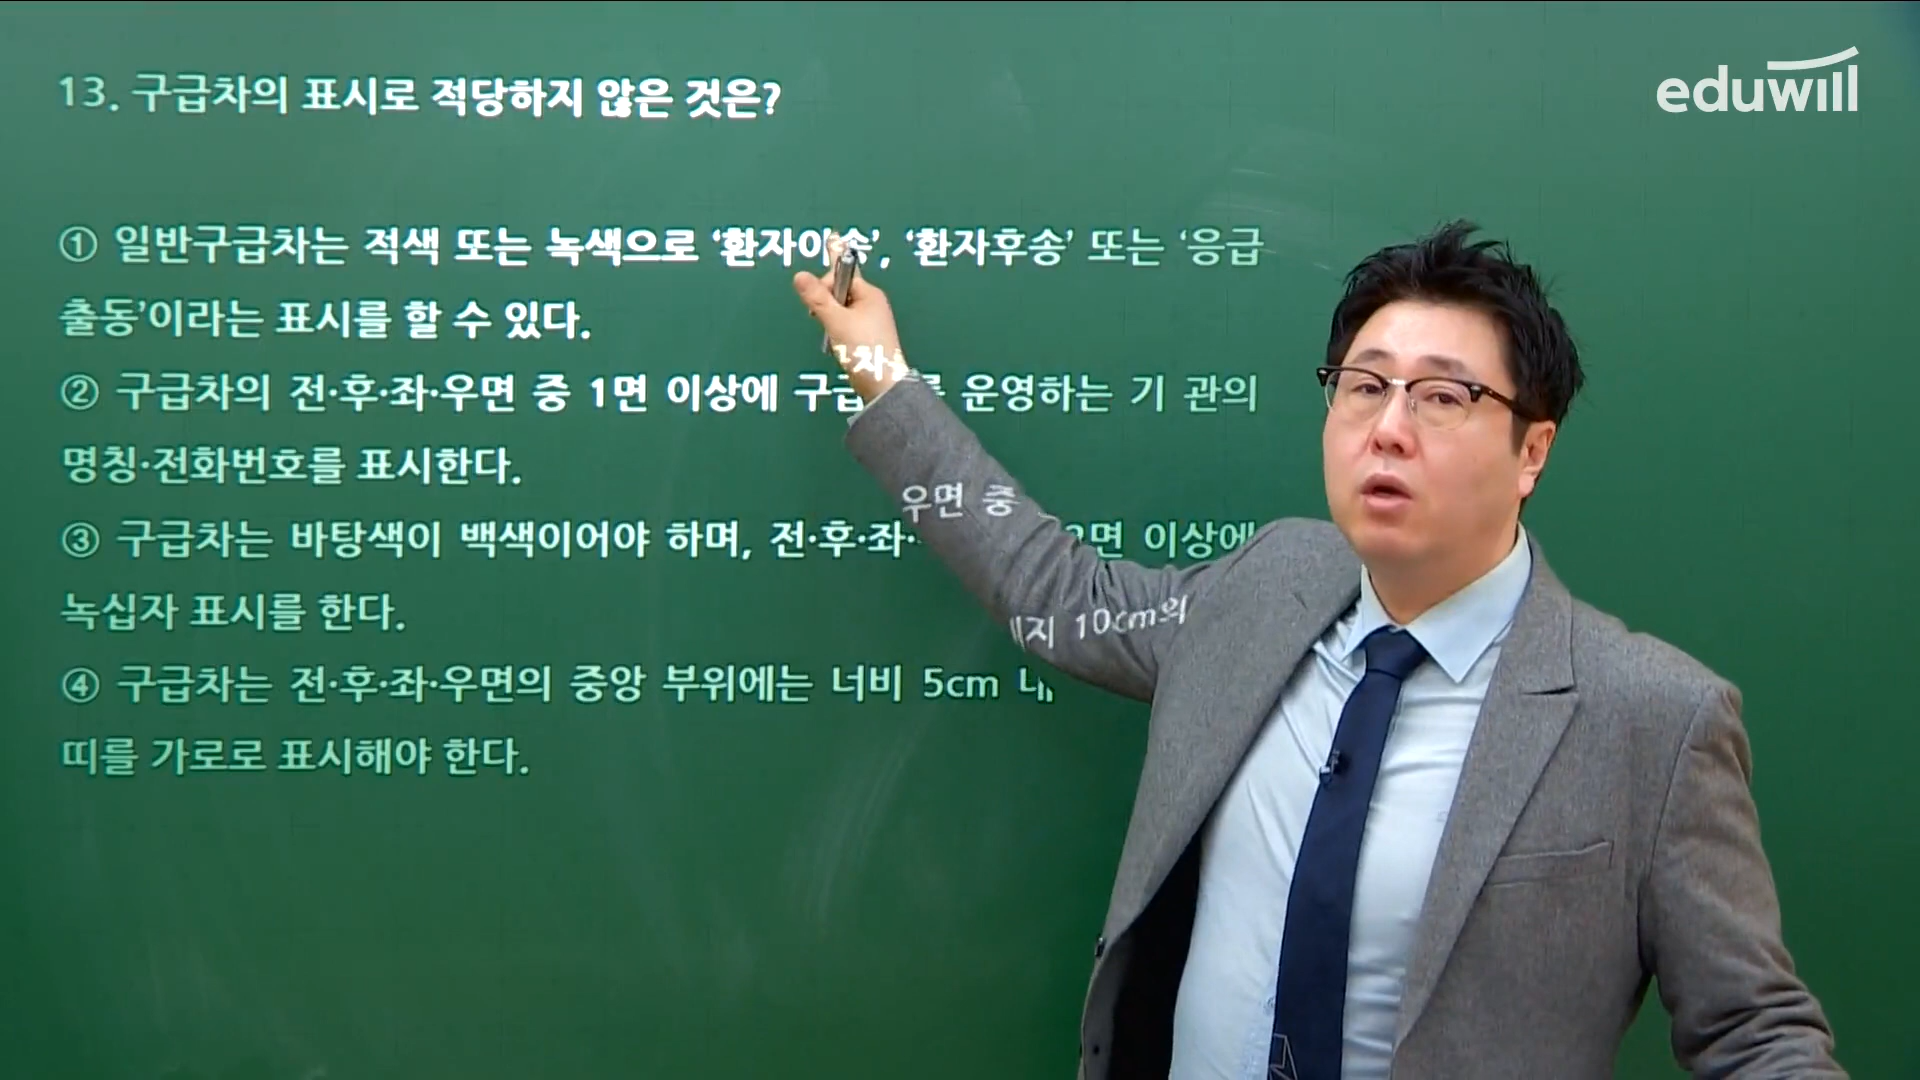 eduwill
13. 구급차의 표시로 적당하지 않은 것은?
① 일반구급차는 적색 또는 녹색으로 ‘환자이송’, ‘환자후송’ 또는 ‘응급
출동’이라는 표시를 할 수 있다.
② 구급차의 전·후·좌·우면 중 1면 이상에 구급차를 운영하는 기 관의
명칭·전화번호를 표시한다.
③ 구급차는 바탕색이 백색이어야 하며, 전·후·좌·우면 중 2면 이상에
녹십자 표시를 한다.
④ 구급차는 전·후·좌·우면의 중앙 부위에는 너비 5cm 내지 10cm의
띠를 가로로 표시해야 한다.